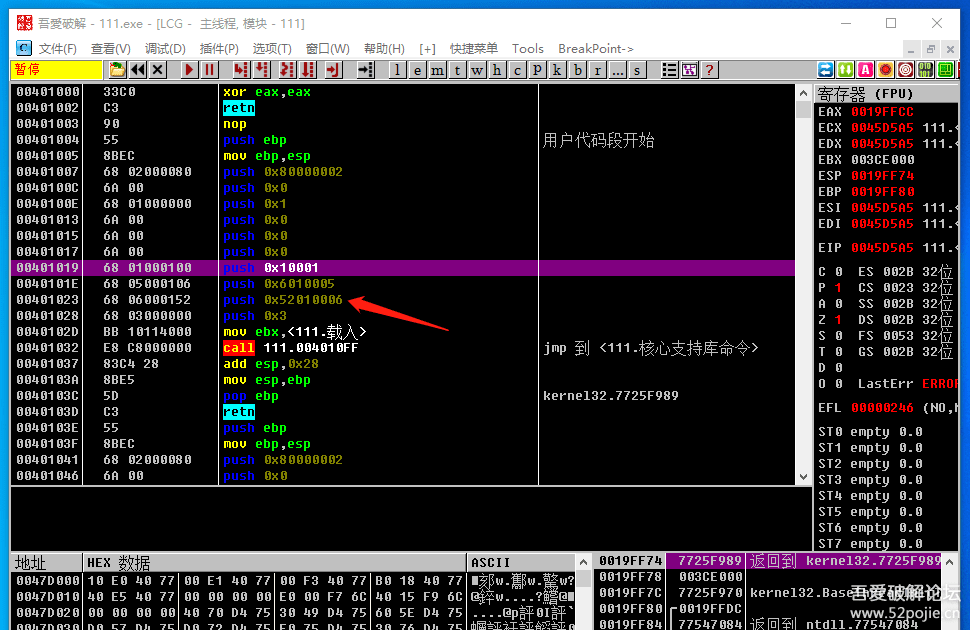 吾爱破解 - 111.exe - [LCG - 主线程, 模块 - 111]
C 文件(F) 查看(V) 调试(D) 插件(P) 选项(T) 窗口(W) 帮助(H) [+] 快捷菜单 Tools BreakPoint->
暂停 l e m t w h c P k b r ... s ?
00401000 33C0 xor eax,eax
00401002 C3 retn
00401003 90 nop
00401004 55 push ebp 用户代码段开始
00401005 8BEC mov ebp,esp
00401007 68 02000080 push 0x80000002
0040100C 6A 00 push 0x0
0040100E 68 01000000 push 0x1
00401013 6A 00 push 0x0
00401015 6A 00 push 0x0
00401017 6A 00 push 0x0
00401019 68 01000100 push 0x10001
0040101E 68 05000106 push 0x6010005
00401023 68 06000152 push 0x52010006
00401028 68 03000000 push 0x3
0040102D BB 10114000 mov ebx,<111.载入>
00401032 E8 C8000000 call 111.004010FF jmp 到 <111.核心支持库命令>
00401037 83C4 28 add esp,0x28
0040103A 8BE5 mov esp,ebp
0040103C 5D pop ebp kernel32.7725F989
0040103D C3 retn
0040103E 55 push ebp
0040103F 8BEC mov ebp,esp
00401041 68 02000080 push 0x80000002
00401046 6A 00 push 0x0
寄存器 (FPU)
EAX 0019FFCC
ECX 0045D5A5 111.<
EDX 0045D5A5 111.<
EBX 003CE000
ESP 0019FF74
EBP 0019FF80
ESI 0045D5A5 111.<
EDI 0045D5A5 111.<
EIP 0045D5A5 111.<
C 0 ES 002B 32位
P 1 CS 0023 32位
A 0 SS 002B 32位
Z 1 DS 002B 32位
S 0 FS 0053 32位
T 0 GS 002B 32位
D 0
O 0 LastErr ERROR
EFL 00000246 (NO,N
ST0 empty 0.0
ST1 empty 0.0
ST2 empty 0.0
ST3 empty 0.0
ST4 empty 0.0
ST5 empty 0.0
ST6 empty 0.0
ST7 empty 0.0
地址 HEX 数据 ASCII
0047D000 10 E0 40 77 00 E1 40 77 00 F3 40 77 B0 18 40 77
0047D010 40 E5 40 77 00 00 00 00 E0 00 F7 6C 40 15 F9 6C
0047D020 00 00 00 00 40 70 D4 75 30 49 D4 75 60 5E D4 75
0019FF74 7725F989 返回到 kernel32.7725F989
0019FF78 003CE000
0019FF7C 7725F970 kernel32.BaseTh
0019FF80 0019FFDC
0019FF84 77547084 返回到 ntdll.77547084
吾爱破解论坛
www.52pojie.cn